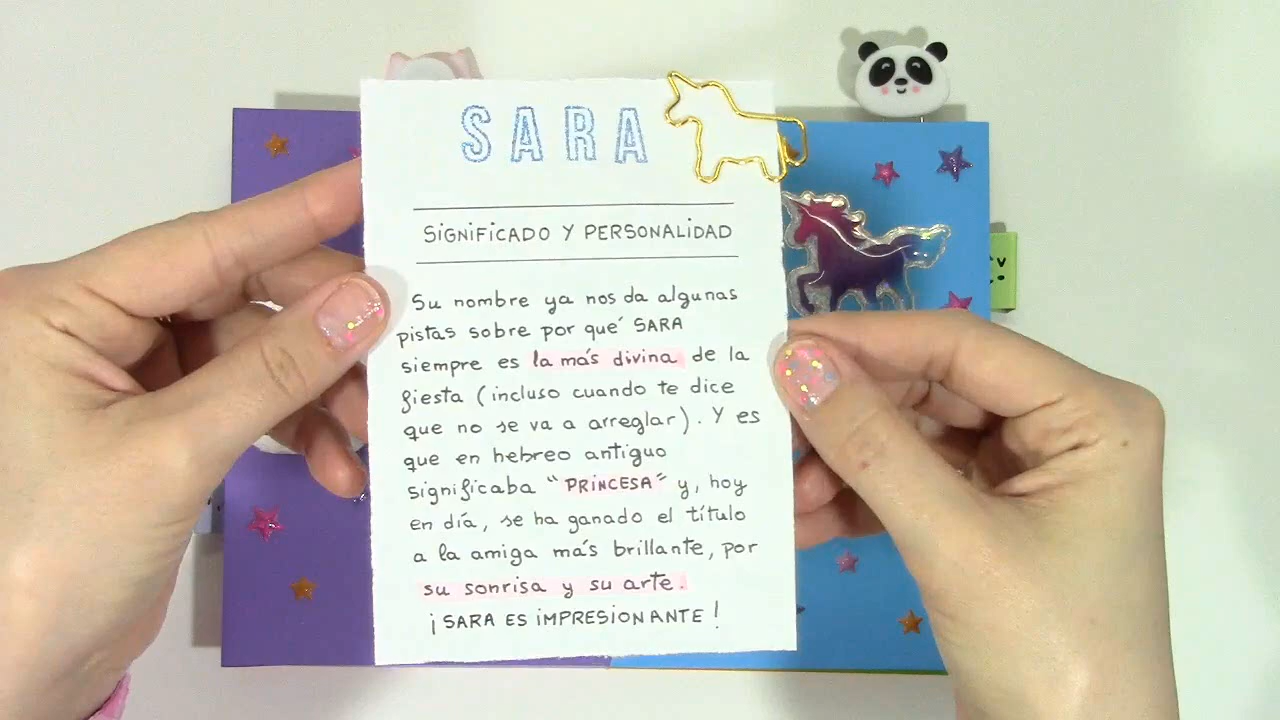 SARA
SiGNiFiCADO Y PERSONALiDAD
Su nombre ya nos da algunas
pistas sobre por qué SARA
siempre es la más divina de la
fiesta (incluso cuando te dice
que no se va a arreglar). Y es
que en hebreo antiguo
significaba "PRiNCESA" y, hoy
en día, se ha ganado el título
a la amiga más brillante, por
su sonrisa y su arte.
¡SARA ES iMPRESiONANTE!